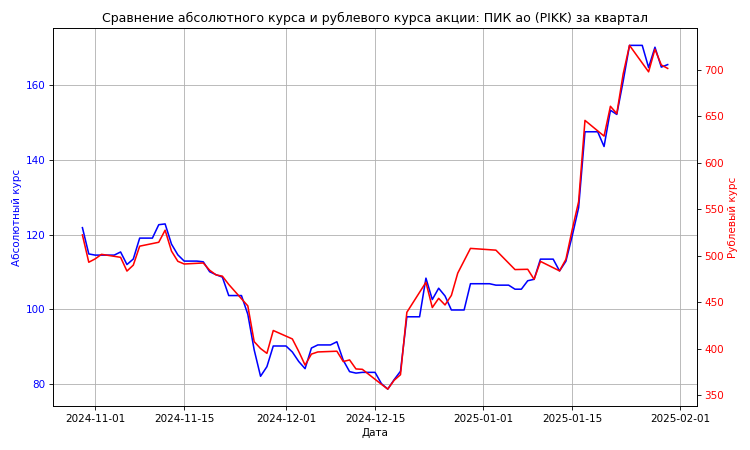 Сравнение абсолютного курса и рублевого курса акции: ПИК ао (PIKK) за квартал
Абсолютный курс
160
140
120
100
80
700
650
600
550
500
450
400
350
Рублевый курс
2024-11-01 2024-11-15 2024-12-01 2024-12-15 2025-01-01 2025-01-15 2025-02-01
Дата